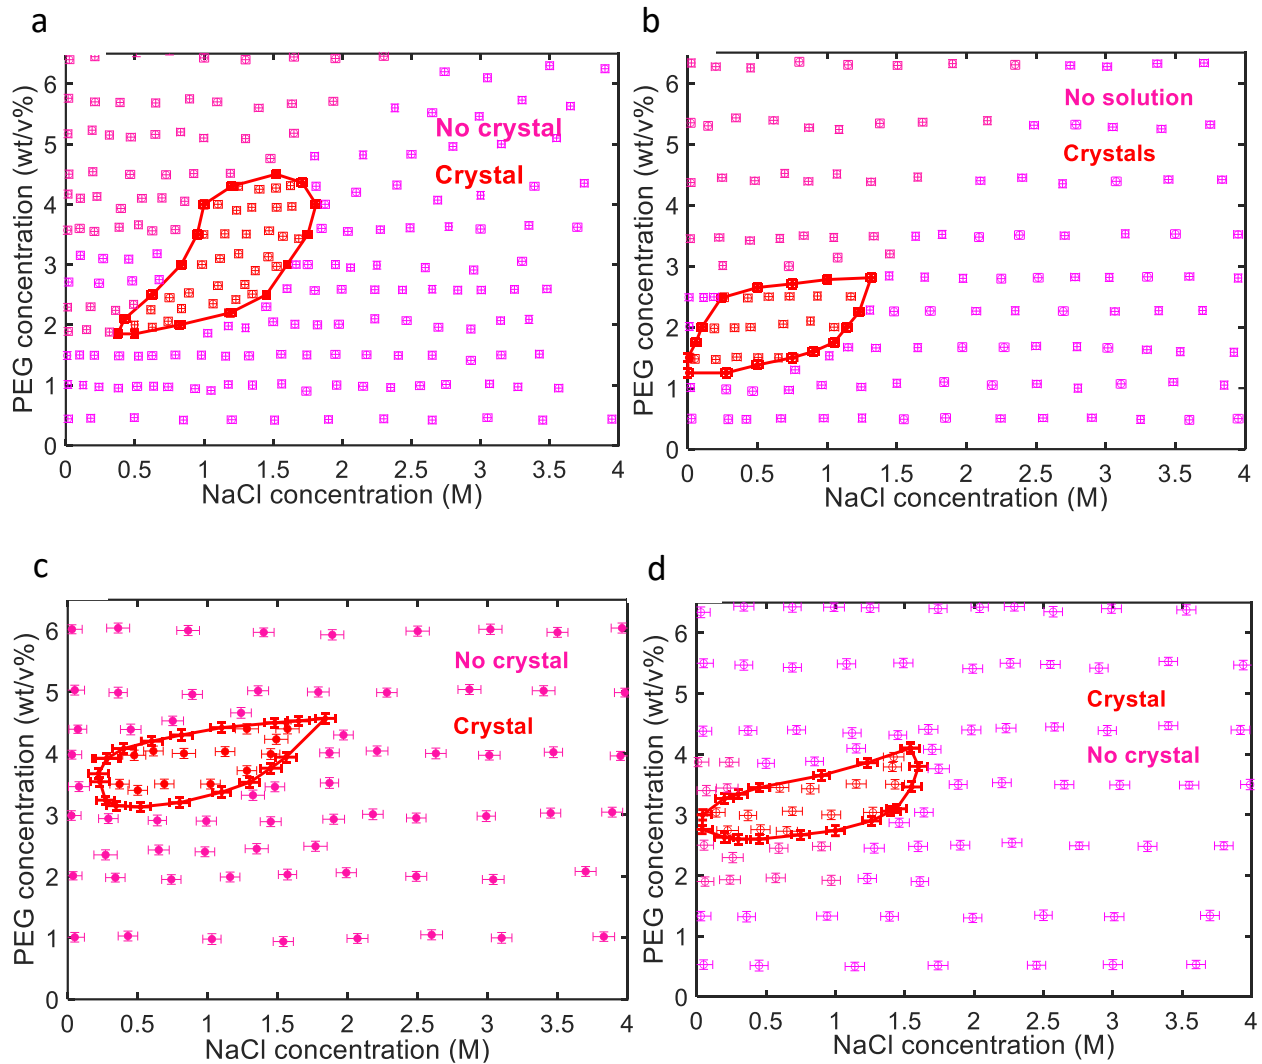 a
No crystal
Crystal
PEG concentration (wt/v%)
6
5
4
3
2
1
0
0 0.5 1 1.5 2 2.5 3 3.5 4
NaCl concentration (M)
b
No solution
Crystals
PEG concentration (wt/v%)
6
5
4
3
2
1
0
0 0.5 1 1.5 2 2.5 3 3.5 4
NaCl concentration (M)
c
No crystal
Crystal
PEG concentration (wt/v%)
6
5
4
3
2
1
0
0 0.5 1 1.5 2 2.5 3 3.5 4
NaCl concentration (M)
d
Crystal
No crystal
PEG concentration (wt/v%)
6
5
4
3
2
1
0
0 0.5 1 1.5 2 2.5 3 3.5 4
NaCl concentration (M)